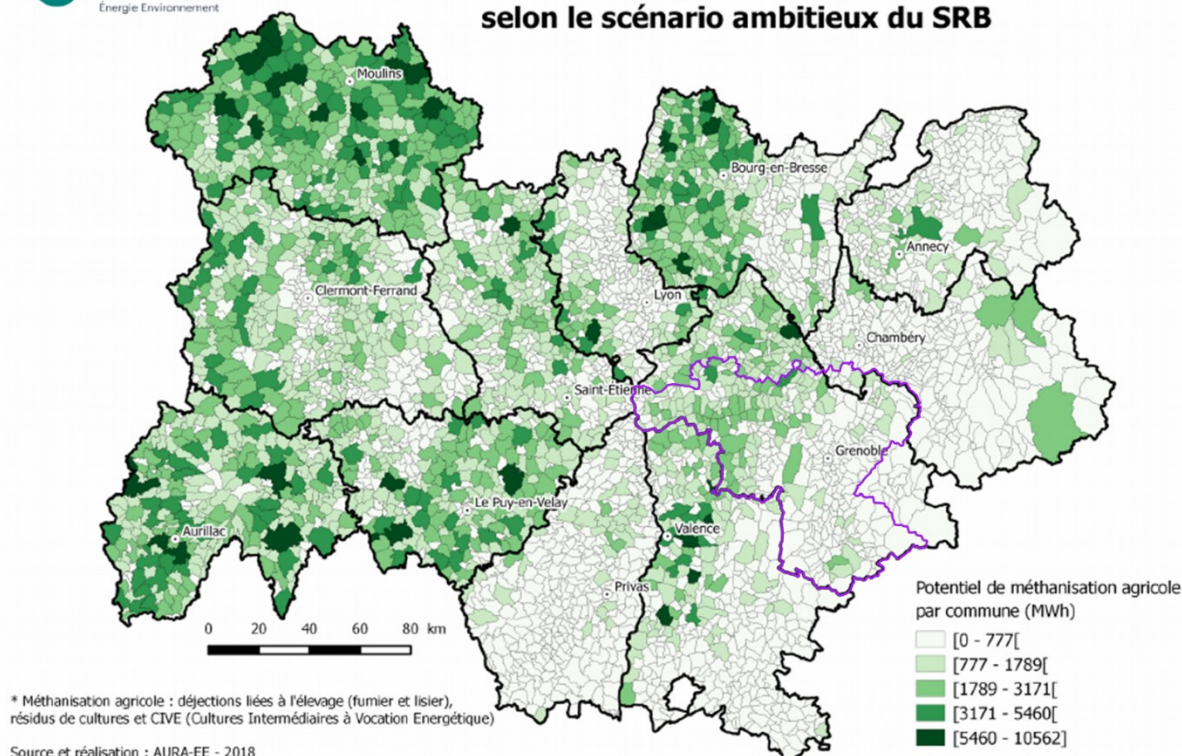 Énergie Environnement
selon le scénario ambitieux du SRB
Moulins
Bourg-en-Bresse
Annecy
Clermont-Ferrand
Lyon
Chambéry
Saint-Etienne
Grenoble
Le Puy-en-Velay
Aurillac
Valence
Privas
Potentiel de méthanisation agricole
par commune (MWh)
[0 - 777[
[777 - 1789[
[1789 - 3171[
[3171 - 5460[
[5460 - 10562]
0 20 40 60 80 km
* Méthanisation agricole : déjections liées à l'élevage (fumier et lisier),
résidus de cultures et CIVE (Cultures Intermédiaires à Vocation Energétique)
Source et réalisation : AURA-EE - 2018